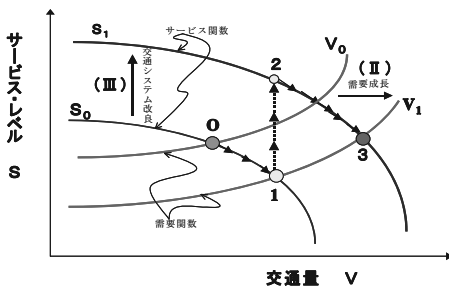 サービス・レベル S
S₁
サービス関数
交通システム改良
(Ⅲ)
S₀
0
2
V₀
(Ⅱ)
需要成長
V₁
3
1
需要関数
交通量 V